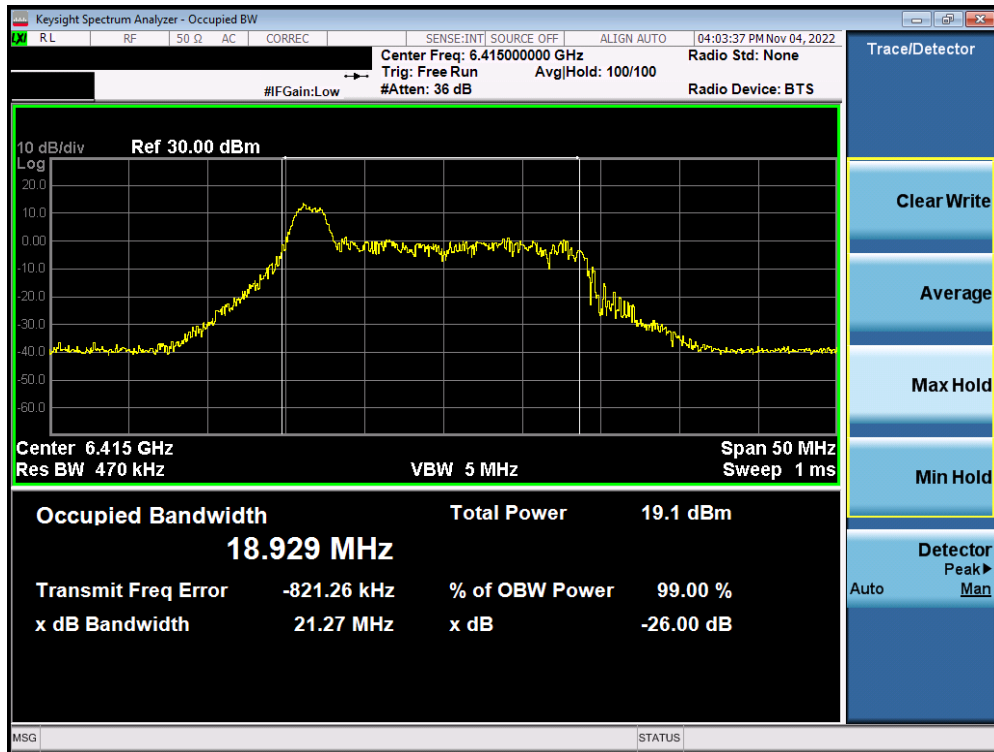 Keysight Spectrum Analyzer - Occupied BW
LXI RL RF 50 Ω AC CORREC SENSE:INT SOURCE OFF ALIGN AUTO 04:03:37 PM Nov 04, 2022
Center Freq: 6.415000000 GHz Radio Std: None
Trig: Free Run Avg|Hold: 100/100
#IFGain:Low #Atten: 36 dB Radio Device: BTS
Trace/Detector
10 dB/div Ref 30.00 dBm
Log
20.0
10.0
0.00
-10.0
-20.0
-30.0
-40.0
-50.0
-60.0
Center 6.415 GHz Span 50 MHz
Res BW 470 kHz VBW 5 MHz Sweep 1 ms
Occupied Bandwidth Total Power 19.1 dBm
18.929 MHz
Transmit Freq Error -821.26 kHz % of OBW Power 99.00 %
x dB Bandwidth 21.27 MHz x dB -26.00 dB
Clear Write
Average
Max Hold
Min Hold
Detector
Peak▶
Auto Man
MSG STATUS